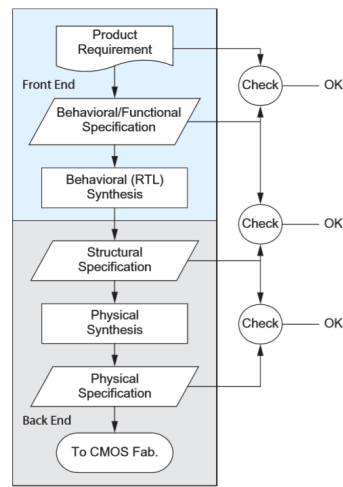 Product
Requirement
Front End
Check
OK
Behavioral/Functional
Specification
Behavioral (RTL)
Synthesis
Check
OK
Structural
Specification
Physical
Synthesis
Check
OK
Physical
Specification
Back End
To CMOS Fab.